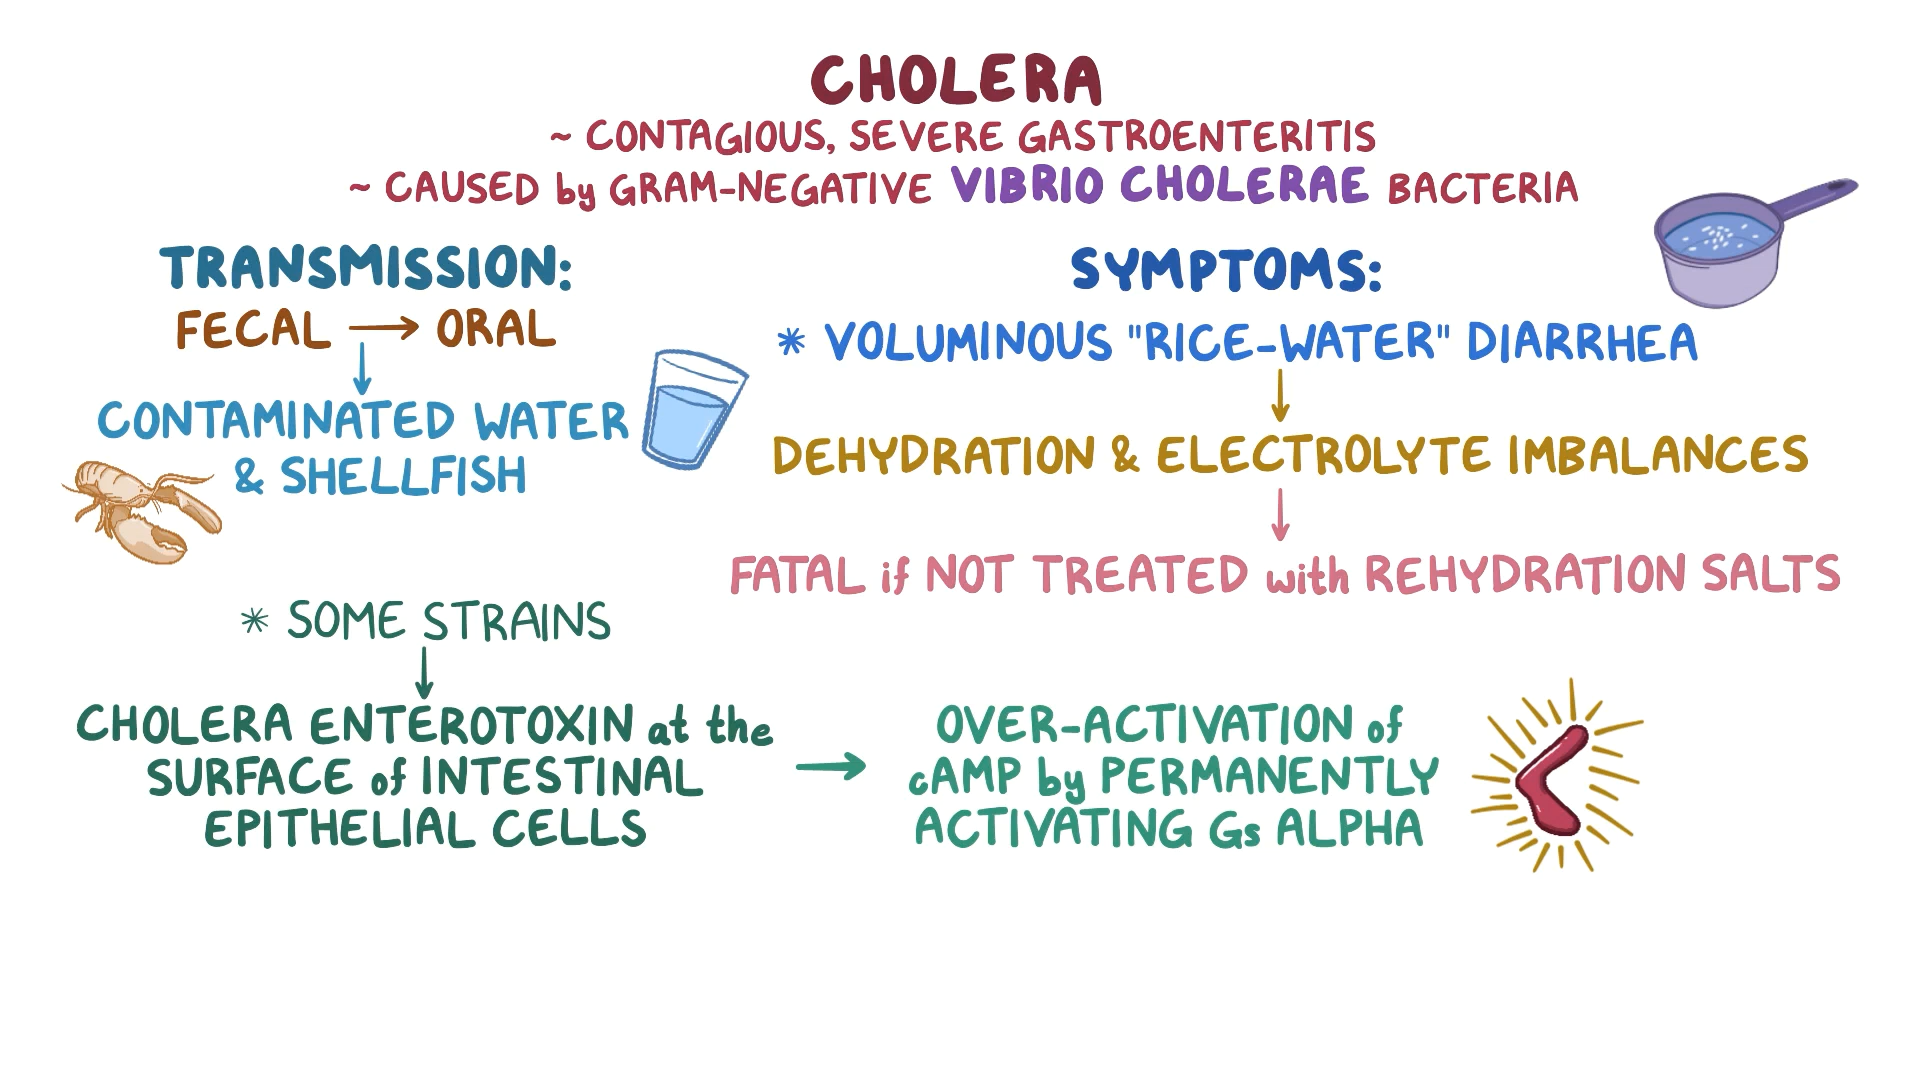 CHOLERA
~ CONTAGIOUS, SEVERE GASTROENTERITIS
~ CAUSED by GRAM-NEGATIVE VIBRIO CHOLERAE BACTERIA
TRANSMISSION:
FECAL → ORAL
CONTAMINATED WATER
& SHELLFISH
SYMPTOMS:
* VOLUMINOUS "RICE-WATER" DIARRHEA
DEHYDRATION & ELECTROLYTE IMBALANCES
FATAL if NOT TREATED with REHYDRATION SALTS
* SOME STRAINS
CHOLERA ENTEROTOXIN at the
SURFACE of INTESTINAL
EPITHELIAL CELLS
→
OVER-ACTIVATION of
cAMP by PERMANENTLY
ACTIVATING Gs ALPHA